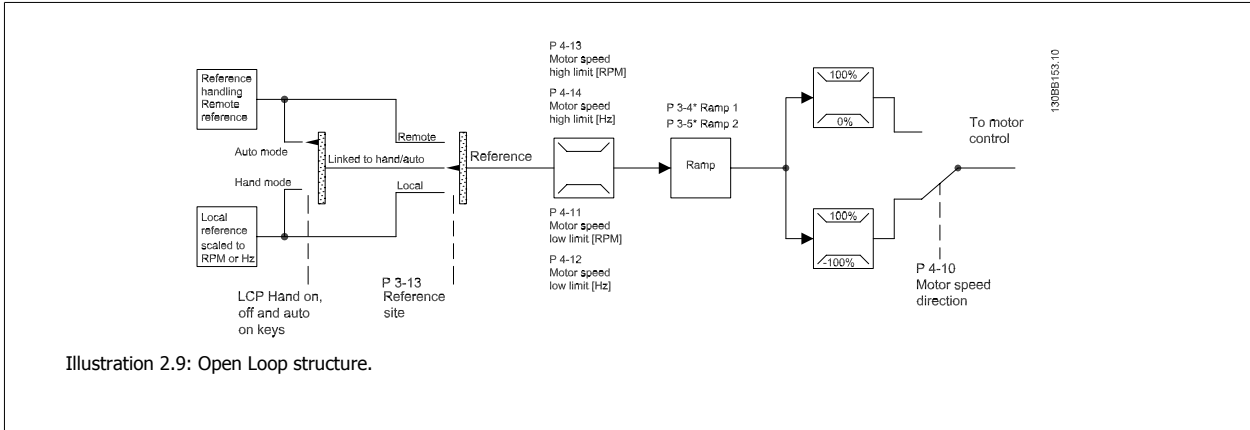 Reference
handling
Remote
reference
Auto mode
Hand mode
Local
reference
scaled to
RPM or Hz
LCP Hand on,
off and auto
on keys
Linked to hand/auto
Remote
Local
P 3-13
Reference
site
Reference
P 4-13
Motor speed
high limit [RPM]
P 4-14
Motor speed
high limit [Hz]
P 4-11
Motor speed
low limit [RPM]
P 4-12
Motor speed
low limit [Hz]
P 3-4* Ramp 1
P 3-5* Ramp 2
Ramp
100%
0%
100%
-100%
To motor
control
P 4-10
Motor speed
direction
130BB153.10
Illustration 2.9: Open Loop structure.